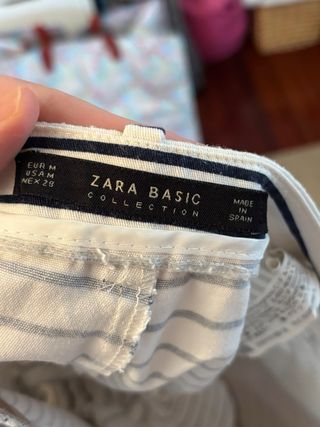 EUR M
USA M
MEX 28
ZARA BASIC
COLLECTION
MADE
IN
SPAIN